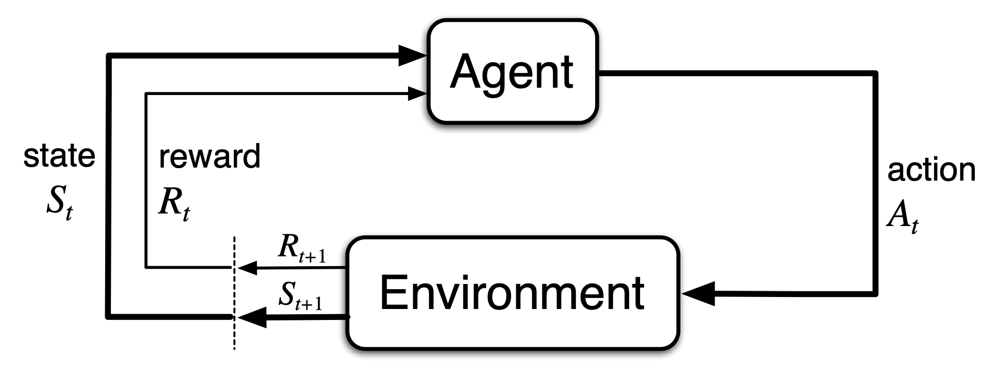 Agent
state
S_t
reward
R_t
action
A_t
R_{t+1}
S_{t+1}
Environment